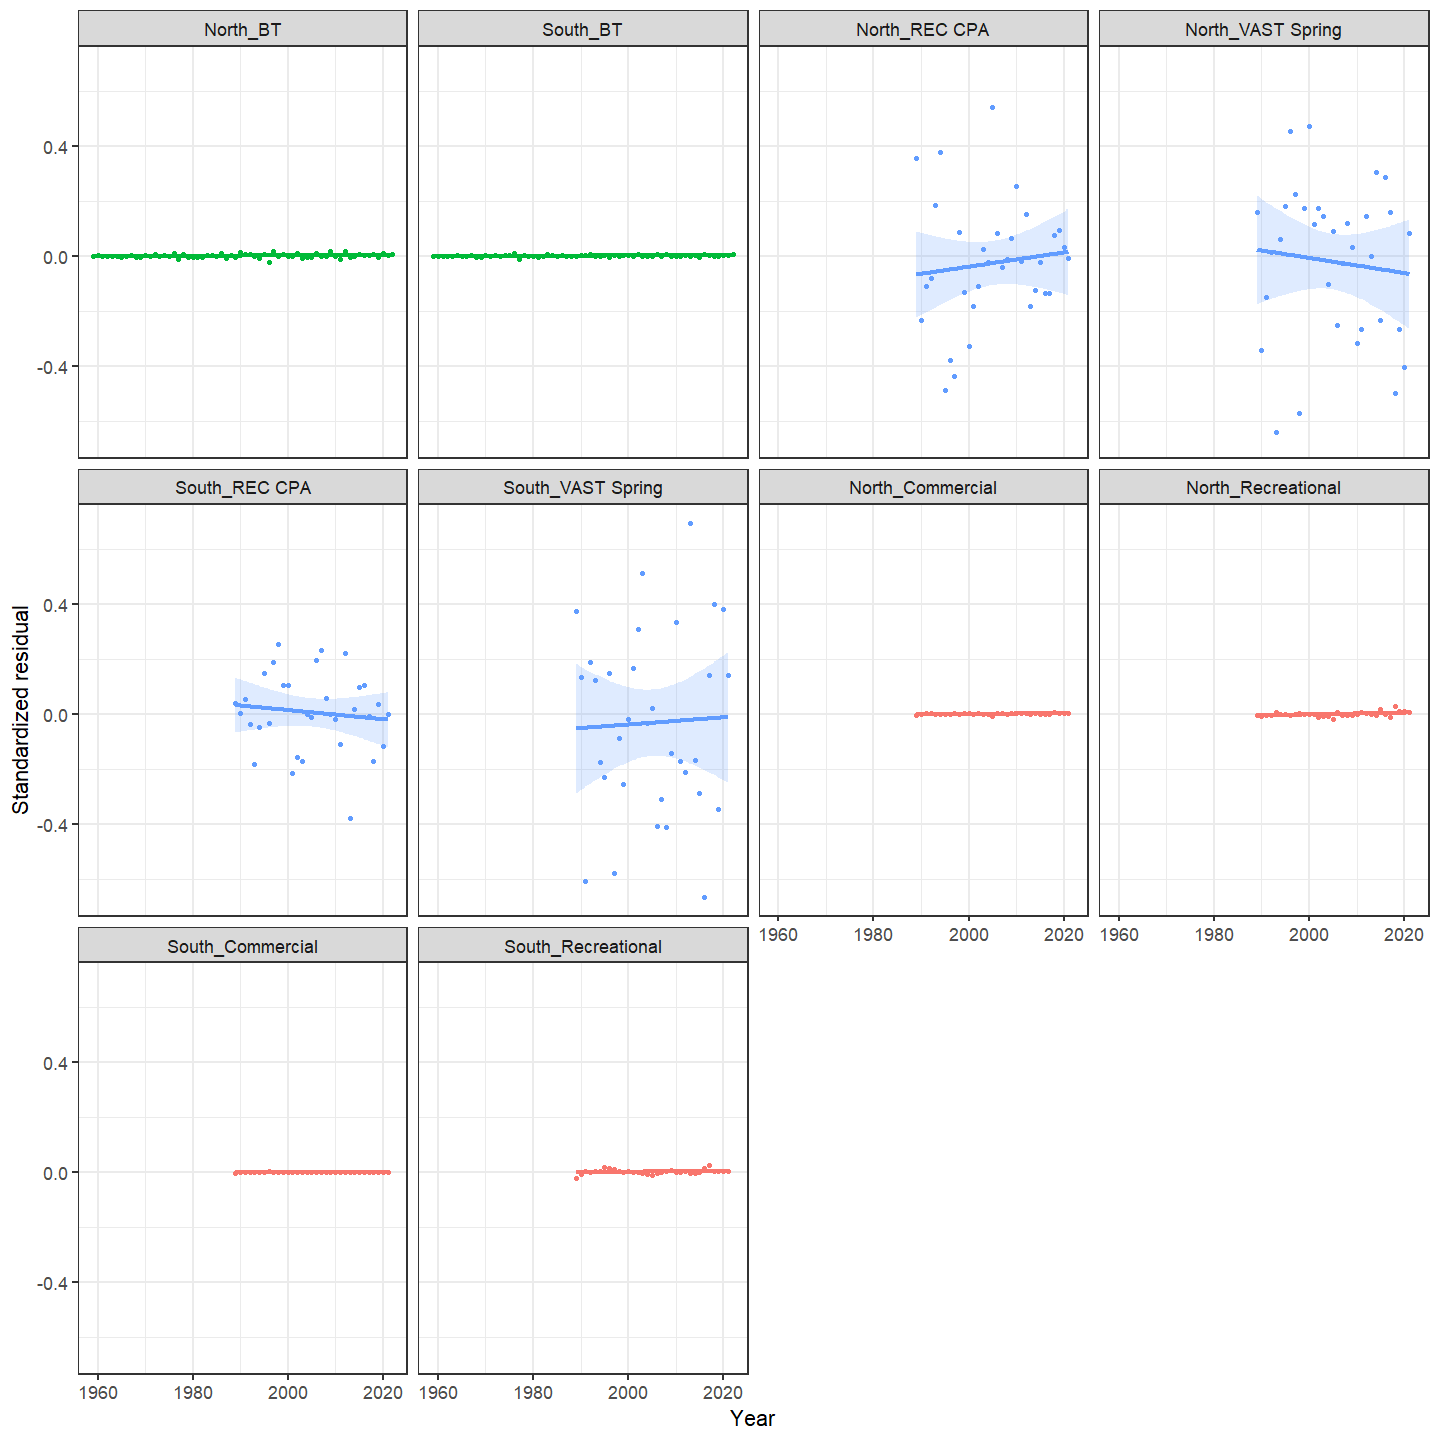 North_BT South_BT North_REC CPA North_VAST Spring
0.4
0.0
-0.4
South_REC CPA South_VAST Spring North_Commercial North_Recreational
0.4
0.0
-0.4
1960 1980 2000 2020 1960 1980 2000 2020
South_Commercial South_Recreational
0.4
0.0
-0.4
1960 1980 2000 2020 1960 1980 2000 2020
Year
Standardized residual